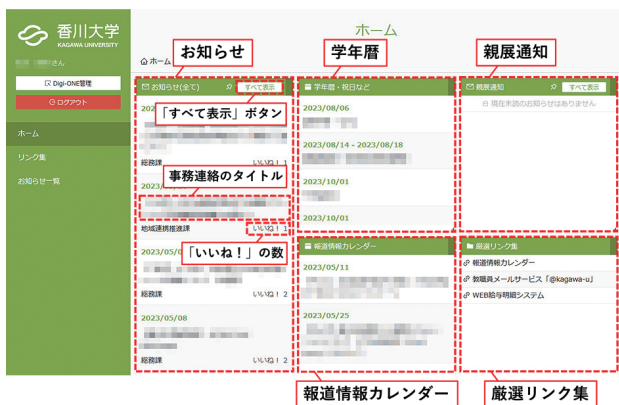 香川大学
KAGAWA UNIVERSITY
さん
Digi-ONE管理
ログアウト
ホーム
リンク集
お知らせ一覧
ホーム
ホーム
お知らせ
学年暦
親展通知
お知らせ(全て)
すべて表示
「すべて表示」ボタン
202
総務課
いいね! 1
事務連絡のタイトル
2023/
地域連携推進課
いいね! 1
「いいね!」の数
2023/05/0
総務課
いいね! 2
2023/05/08
総務課
いいね! 2
学年暦・祝日など
2023/08/06
2023/08/14 - 2023/08/18
2023/10/01
2023/10/01
報道情報カレンダー
2023/05/11
2023/05/25
報道情報カレンダー
親展通知
すべて表示
現在未読のお知らせはありません
厳選リンク集
報道情報カレンダー
教職員メールサービス「@kagawa-u」
WEB給与明細システム
厳選リンク集